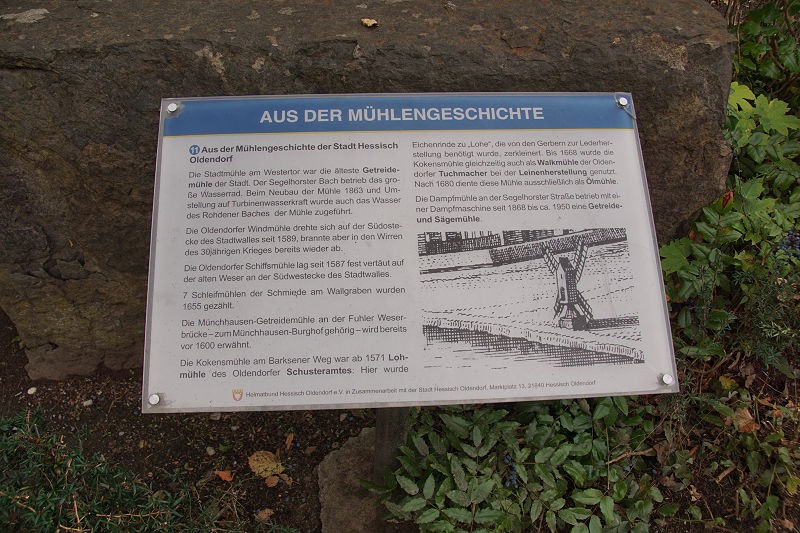 AUS DER MÜHLENGESCHICHTE
11 Aus der Mühlengeschichte der Stadt Hessisch
Oldendorf
Die Stadtmühle am Westertor war die älteste Getreide-
mühle der Stadt. Der Segelhorster Bach betrieb das gro-
ße Wasserrad. Beim Neubau der Mühle 1863 und Um-
stellung auf Turbinenwasserkraft wurde auch das Wasser
des Rohdener Baches der Mühle zugeführt.
Die Oldendorfer Windmühle drehte sich auf der Südoste-
cke des Stadtwalles seit 1589, brannte aber in den Wirren
des 30jährigen Krieges bereits wieder ab.
Die Oldendorfer Schiffsmühle lag seit 1587 fest vertäut auf
der alten Weser an der Südwestecke des Stadtwalles.
7 Schleifmühlen der Schmiede am Wallgraben wurden
1655 gezählt.
Die Münchhausen-Getreidemühle an der Fuhler Weser-
brücke – zum Münchhausen-Burghof gehörig – wird bereits
vor 1600 erwähnt.
Die Kokensmühle am Barksener Weg war ab 1571 Loh-
mühle des Oldendorfer Schusteramtes: Hier wurde
Eichenrinde zu „Lohe“, die von den Gerbern zur Lederher-
stellung benötigt wurde, zerkleinert. Bis 1668 wurde die
Kokensmühle gleichzeitig auch als Walkmühle der Olden-
dorfer Tuchmacher bei der Leinenherstellung genutzt.
Nach 1680 diente diese Mühle ausschließlich als Ölmühle.
Die Dampfmühle an der Segelhorster Straße betrieb mit ei-
ner Dampfmaschine seit 1868 bis ca. 1950 eine Getreide-
und Sägemühle.
Heimatbund Hessisch Oldendorf e.V. in Zusammenarbeit mit der Stadt Hessisch Oldendorf, Marktplatz 13, 31840 Hessisch Oldendorf